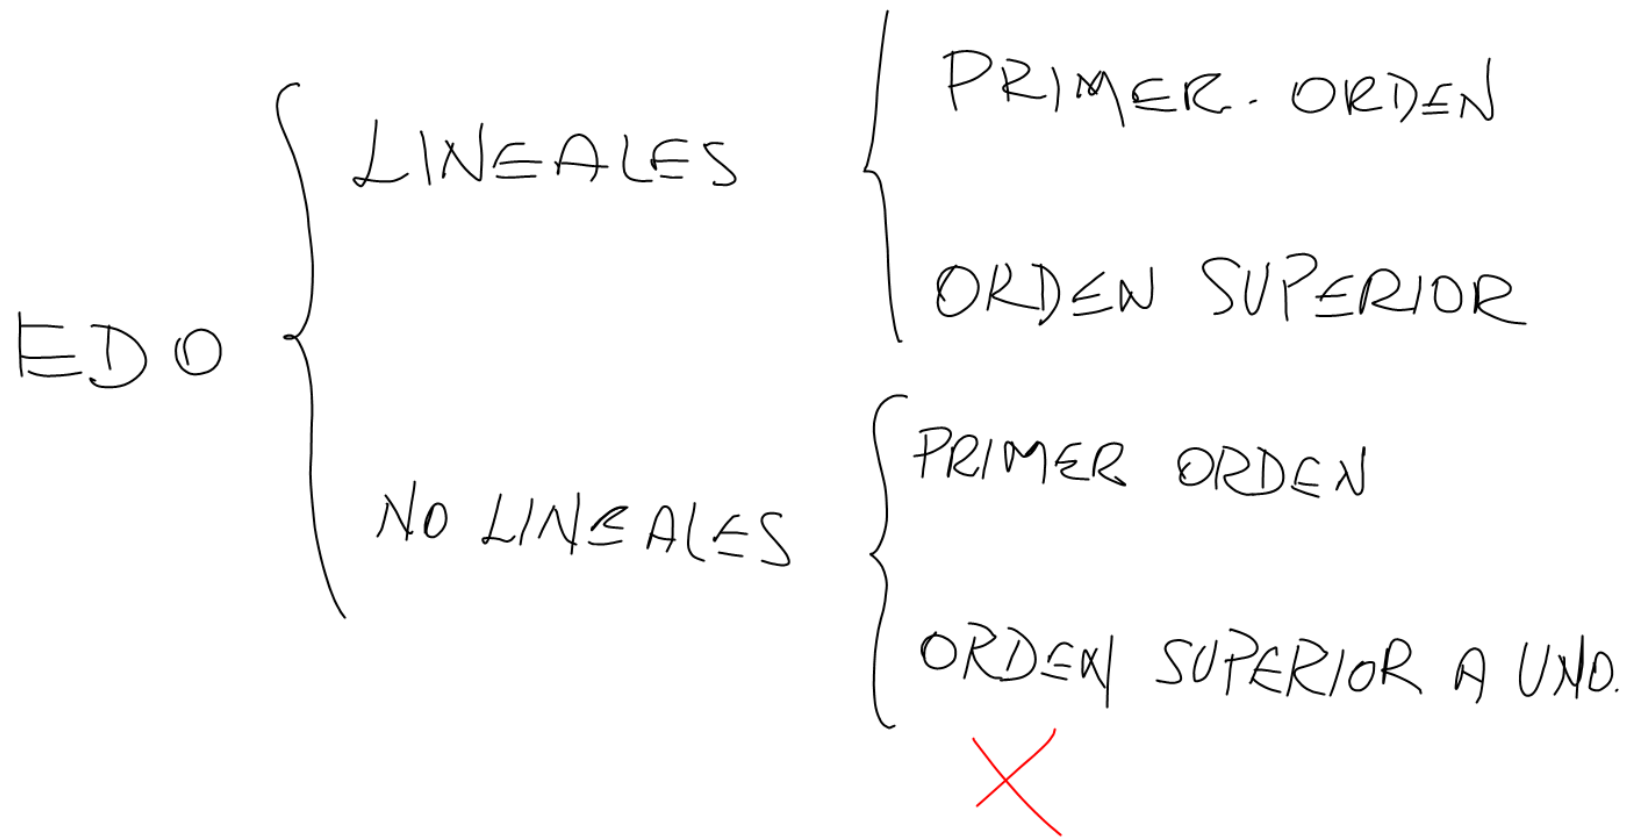 PRIMER. ORDEN
LINEALES
ORDEN SUPERIOR
EDO
PRIMER ORDEN
NO LINEALES
ORDEN SUPERIOR A UNO.